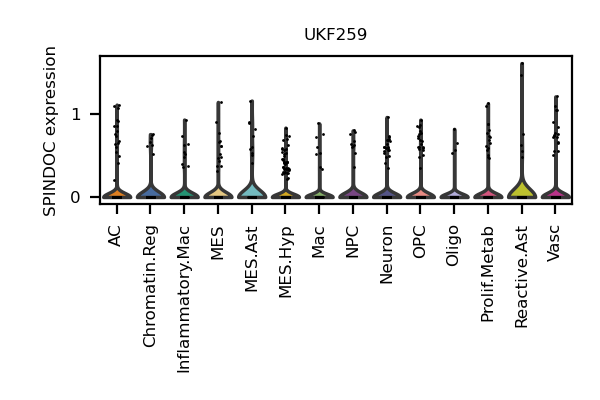 UKF259
SPINDOC expression
1
0
AC
Chromatin.Reg
Inflammatory.Mac
MES
MES.Ast
MES.Hyp
Mac
NPC
Neuron
OPC
Oligo
Prolif.Metab
Reactive.Ast
Vasc